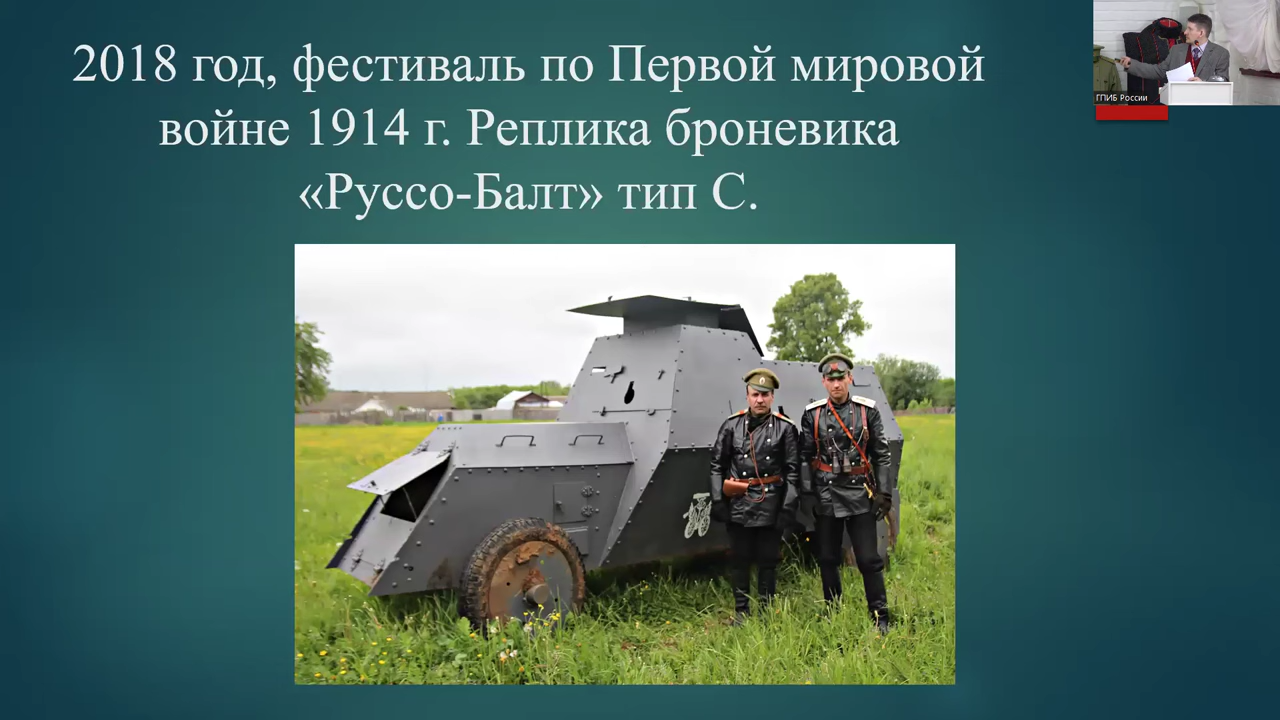 2018 год, фестиваль по Первой мировой
войне 1914 г. Реплика броневика
«Руссо-Балт» тип С.
ГПИБ России